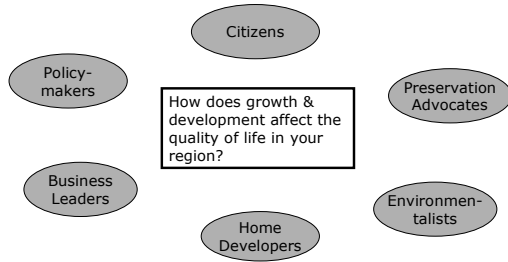 Citizens
Policy-
makers
Preservation
Advocates
How does growth &
development affect the
quality of life in your
region?
Business
Leaders
Environmen-
talists
Home
Developers